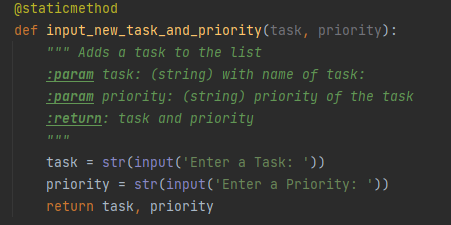 @staticmethod
def input_new_task_and_priority(task, priority):
    """ Adds a task to the list
    :param task: (string) with name of task:
    :param priority: (string) priority of the task
    :return: task and priority
    """
    task = str(input('Enter a Task: '))
    priority = str(input('Enter a Priority: '))
    return task, priority